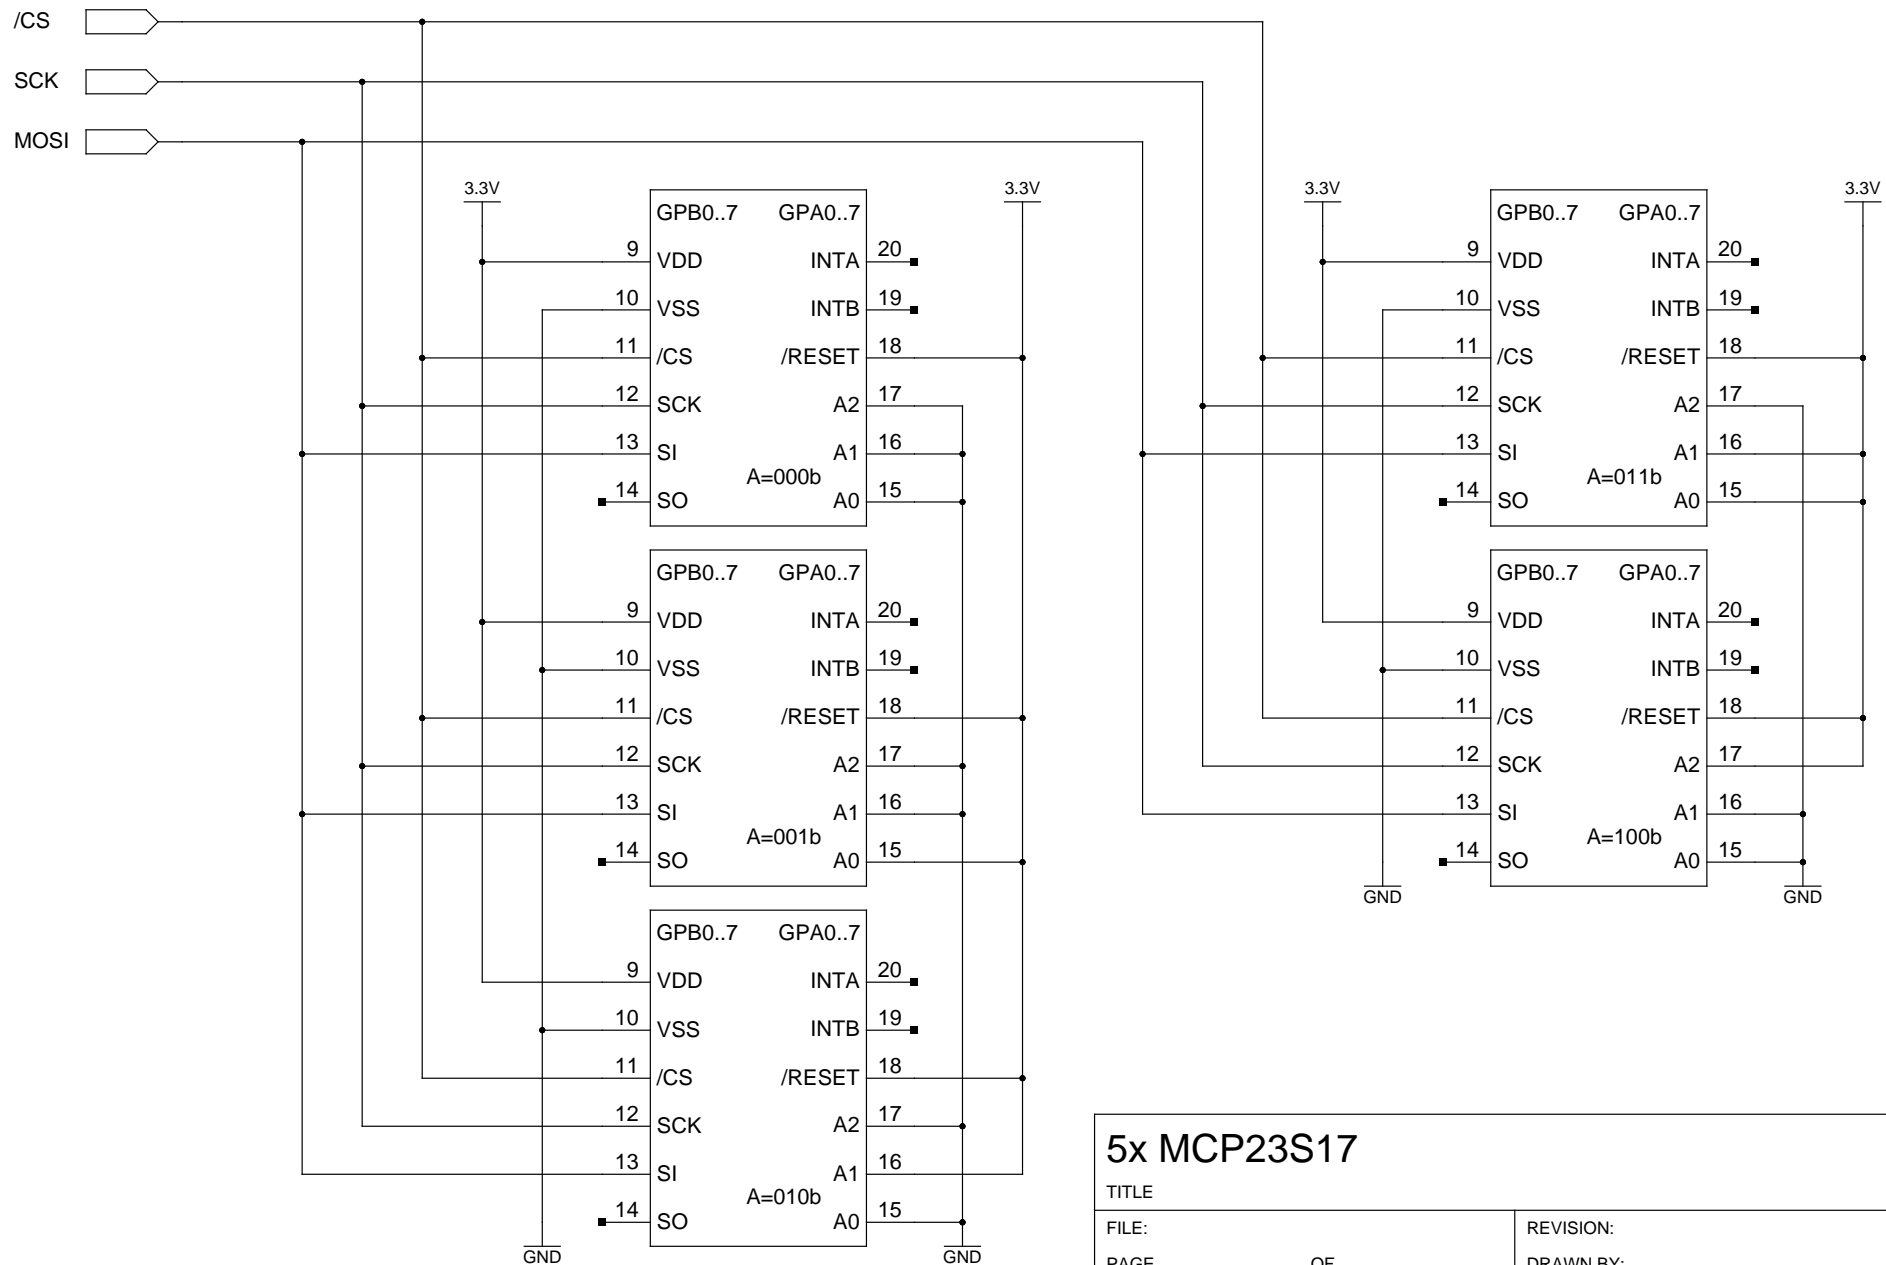 /CS
SCK
MOSI
3.3V 3.3V 3.3V 3.3V
GPB0..7 GPA0..7
9 VDD INTA 20
10 VSS INTB 19
11 /CS /RESET 18
12 SCK A2 17
13 SI A1 16
A=000b
14 SO A0 15
GPB0..7 GPA0..7
9 VDD INTA 20
10 VSS INTB 19
11 /CS /RESET 18
12 SCK A2 17
13 SI A1 16
A=001b
14 SO A0 15
GPB0..7 GPA0..7
9 VDD INTA 20
10 VSS INTB 19
11 /CS /RESET 18
12 SCK A2 17
13 SI A1 16
A=010b
14 SO A0 15
GND GND
GPB0..7 GPA0..7
9 VDD INTA 20
10 VSS INTB 19
11 /CS /RESET 18
12 SCK A2 17
13 SI A1 16
A=011b
14 SO A0 15
GPB0..7 GPA0..7
9 VDD INTA 20
10 VSS INTB 19
11 /CS /RESET 18
12 SCK A2 17
13 SI A1 16
A=100b
14 SO A0 15
GND GND
5x MCP23S17
TITLE
FILE: REVISION:
PAGE OF DRAWN BY: